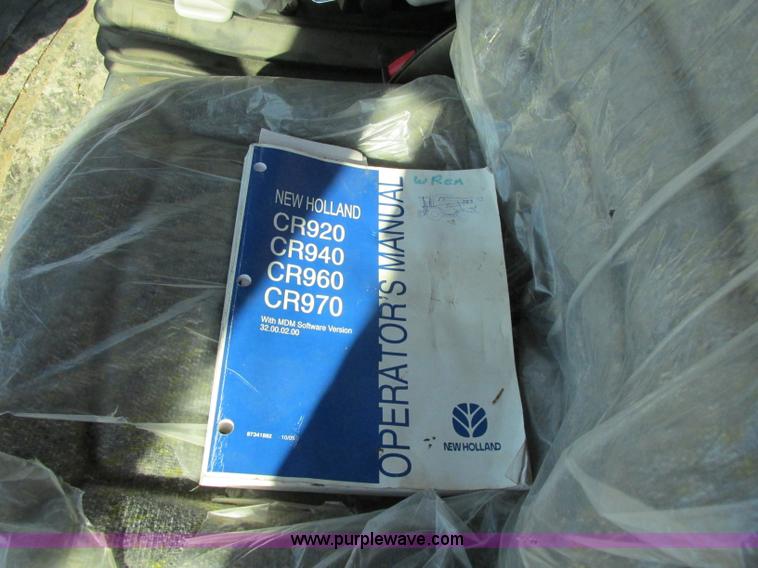 NEW HOLLAND
CR920
CR940
CR960
CR970
With MDM Software Version
32.00.02.00
87341882 10/05
OPERATOR'S MANUAL
WREM
NEW HOLLAND
www.purplewave.com